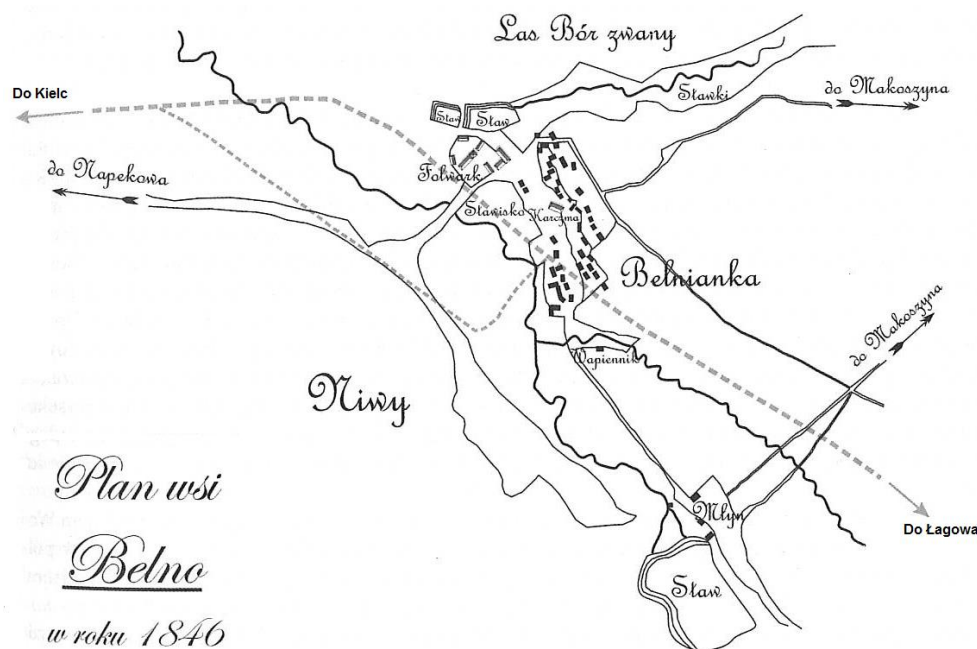 Las Bór zwany
Do Kielc
Stawki
do Makoszyna
Staw
Staw
do Napekowa
Folwark
Stawisko
Karczma
Belnianka
do Makoszyna
Wapiennik
Niwy
Plan wsi
Belno
w roku 1846
Młyn
Do Łagowa
Staw